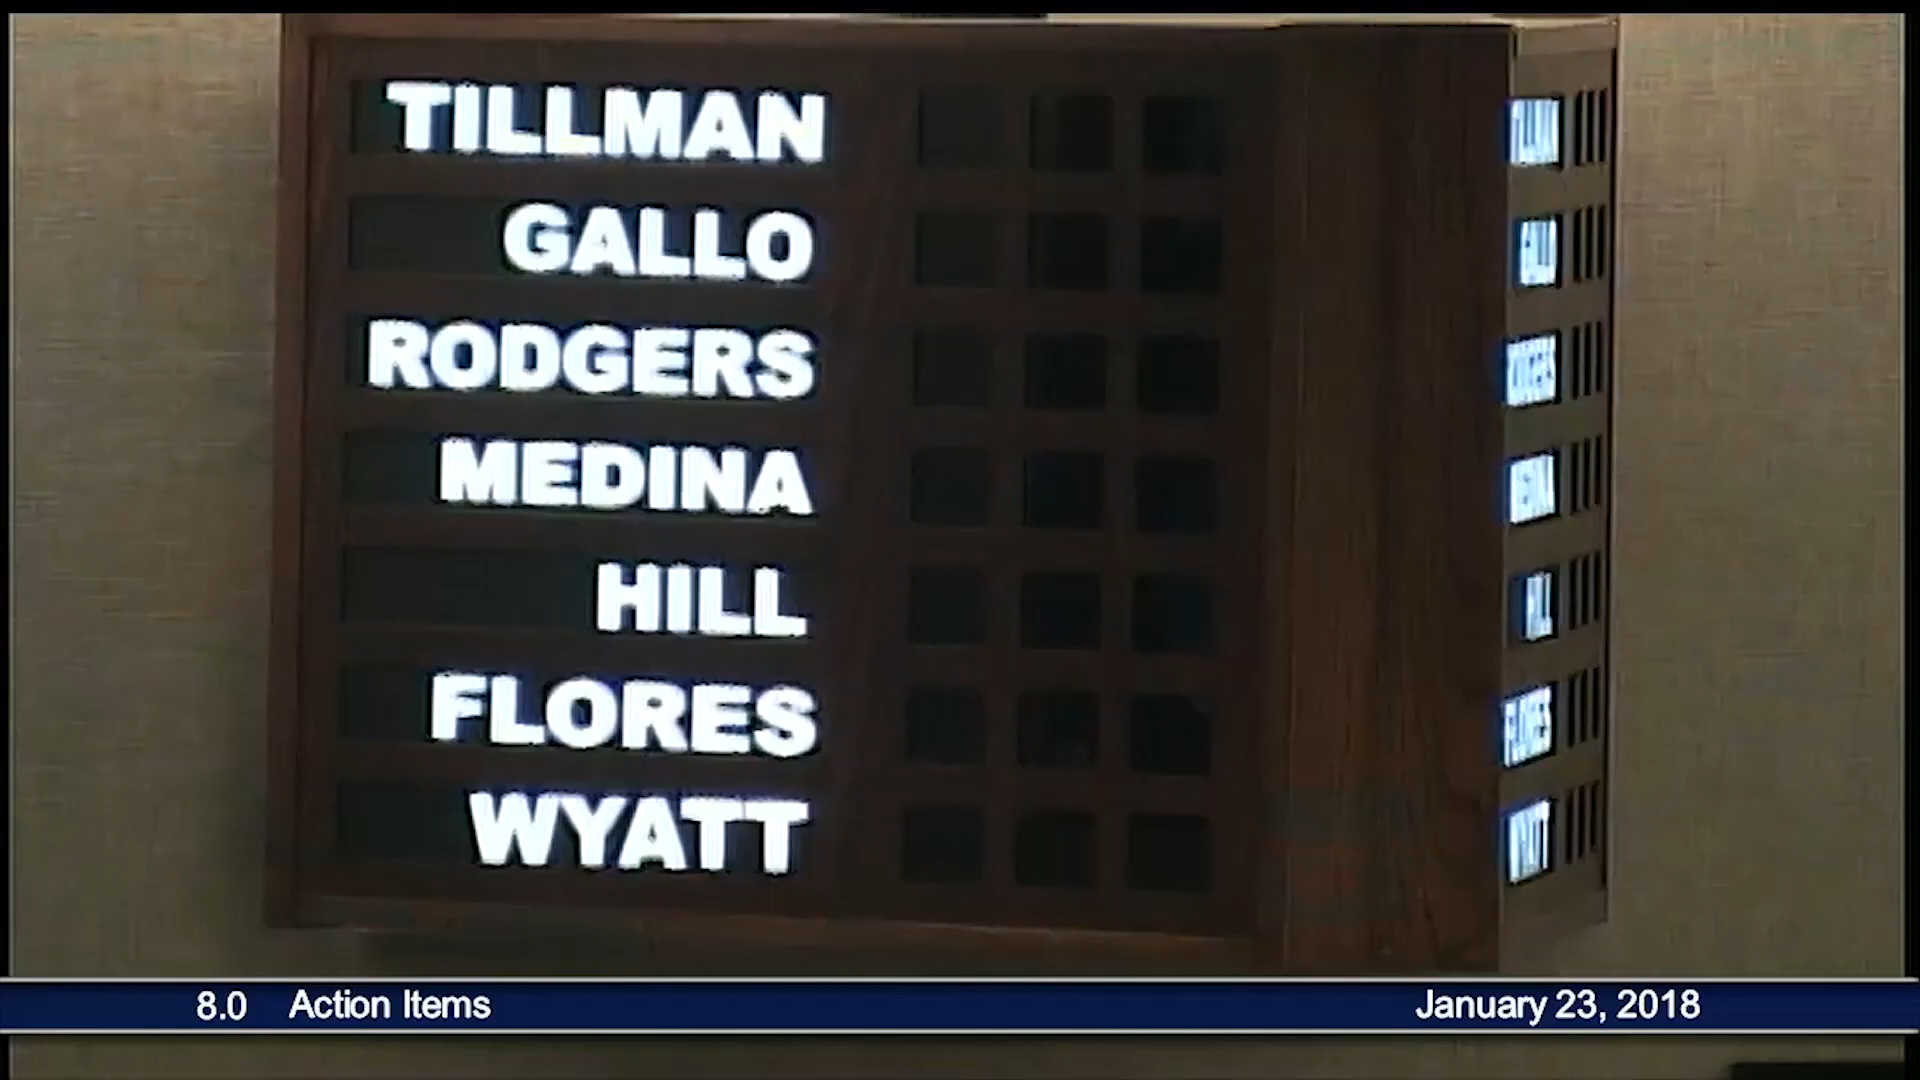 TILLMAN
GALLO
RODGERS
MEDINA
HILL
FLORES
WYATT
8.0 Action Items January 23, 2018